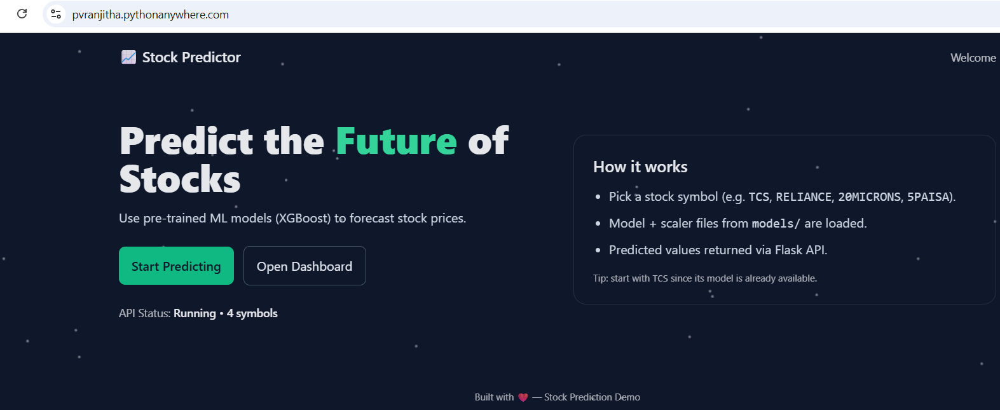 pvranjitha.pythonanywhere.com
Stock Predictor
Welcome
Predict the Future of
Stocks
Use pre-trained ML models (XGBoost) to forecast stock prices.
Start Predicting
Open Dashboard
API Status: Running • 4 symbols
How it works
• Pick a stock symbol (e.g. TCS, RELIANCE, 20MICRONS, 5PAISA).
• Model + scaler files from models/ are loaded.
• Predicted values returned via Flask API.
Tip: start with TCS since its model is already available.
Built with ❤️ — Stock Prediction Demo